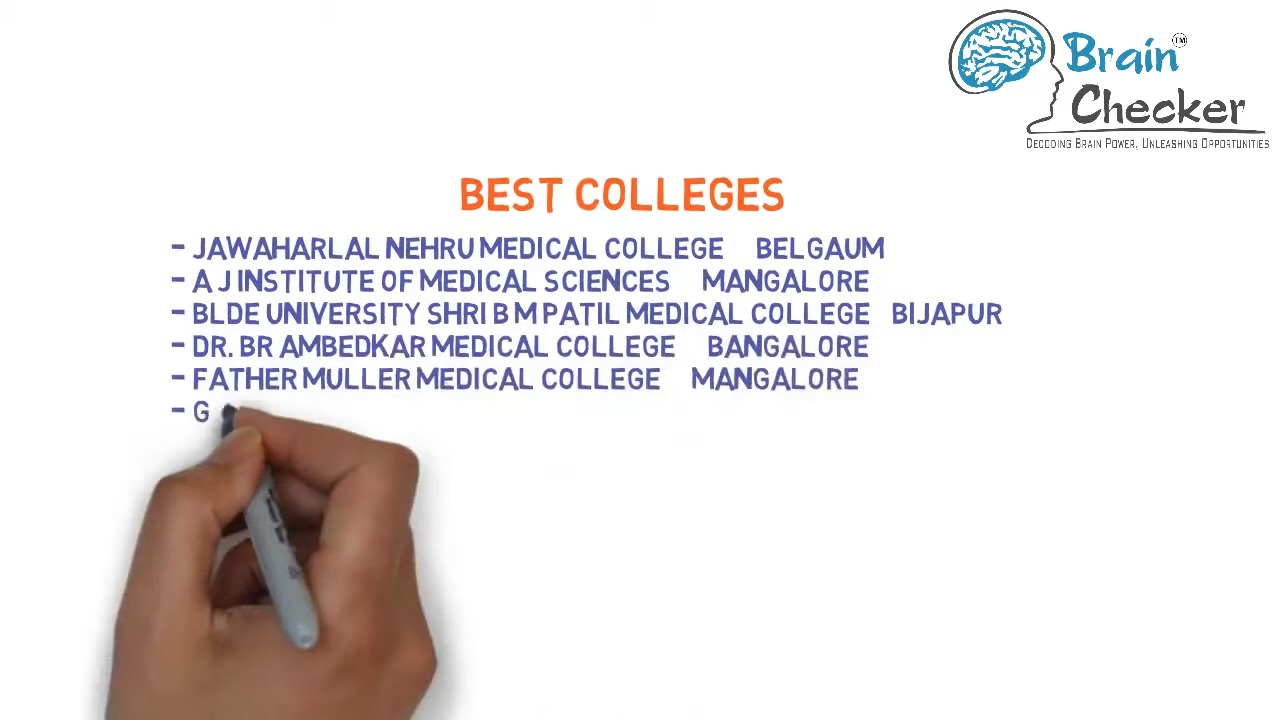 Brain
TM
Checker
DECODING BRAIN POWER, UNLEASHING OPPORTUNITIES
BEST COLLEGES
- JAWAHARLAL NEHRU MEDICAL COLLEGE BELGAUM
- A J INSTITUTE OF MEDICAL SCIENCES MANGALORE
- BLDE UNIVERSITY SHRI B M PATIL MEDICAL COLLEGE BIJAPUR
- DR. BR AMBEDKAR MEDICAL COLLEGE BANGALORE
- FATHER MULLER MEDICAL COLLEGE MANGALORE
- G